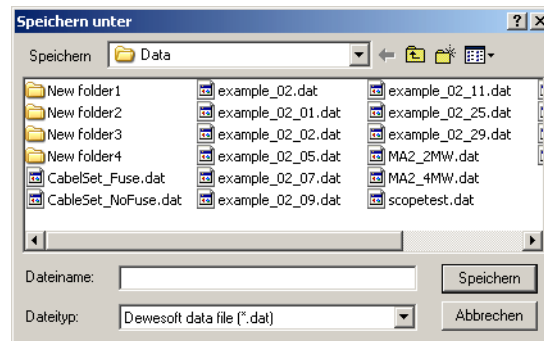 Speichern unter
Speichern Data
New folder1
New folder2
New folder3
New folder4
CabelSet_Fuse.dat
CableSet_NoFuse.dat
example_02.dat
example_02_01.dat
example_02_02.dat
example_02_05.dat
example_02_07.dat
example_02_09.dat
example_02_11.dat
example_02_25.dat
example_02_29.dat
MA2_2MW.dat
MA2_4MW.dat
scopetest.dat
Dateiname:
Speichern
Dateityp: Dewesoft data file (*.dat)
Abbrechen